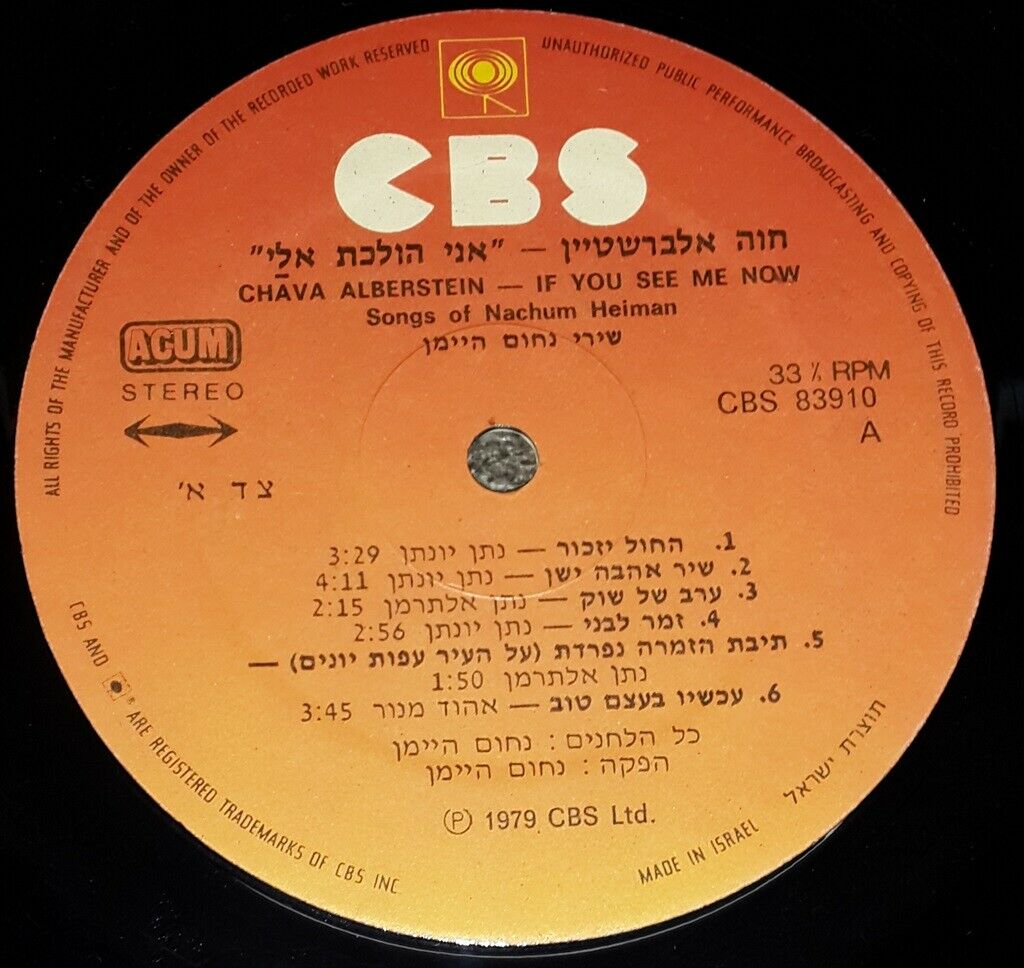 ALL RIGHTS OF THE MANUFACTURER AND OF THE OWNER OF THE RECORDED WORK RESERVED
UNAUTHORIZED PUBLIC PERFORMANCE BROADCASTING AND COPYING OF THIS RECORD PROHIBITED
CBS
חוה אלברשטיין — "אני הולכת אלַי"
CHAVA ALBERSTEIN — IF YOU SEE ME NOW
Songs of Nachum Heiman
שירי נחום היימן
ACUM
STEREO
33 ⅓ RPM
CBS 83910
A
צד א'
1. החול יזכור — נתן יונתן 3:29
2. שיר אהבה ישן — נתן יונתן 4:11
3. ערב של שוק — נתן אלתרמן 2:15
4. זמר לבני — נתן יונתן 2:56
5. תיבת הזמרה נפרדת (על העיר עפות יונים) —
נתן אלתרמן 1:50
6. עכשיו בעצם טוב — אהוד מנור 3:45
כל הלחנים: נחום היימן
הפקה: נחום היימן
Ⓟ 1979 CBS Ltd.
CBS AND ® ARE REGISTERED TRADEMARKS OF CBS INC
MADE IN ISRAEL
תוצרת ישראל